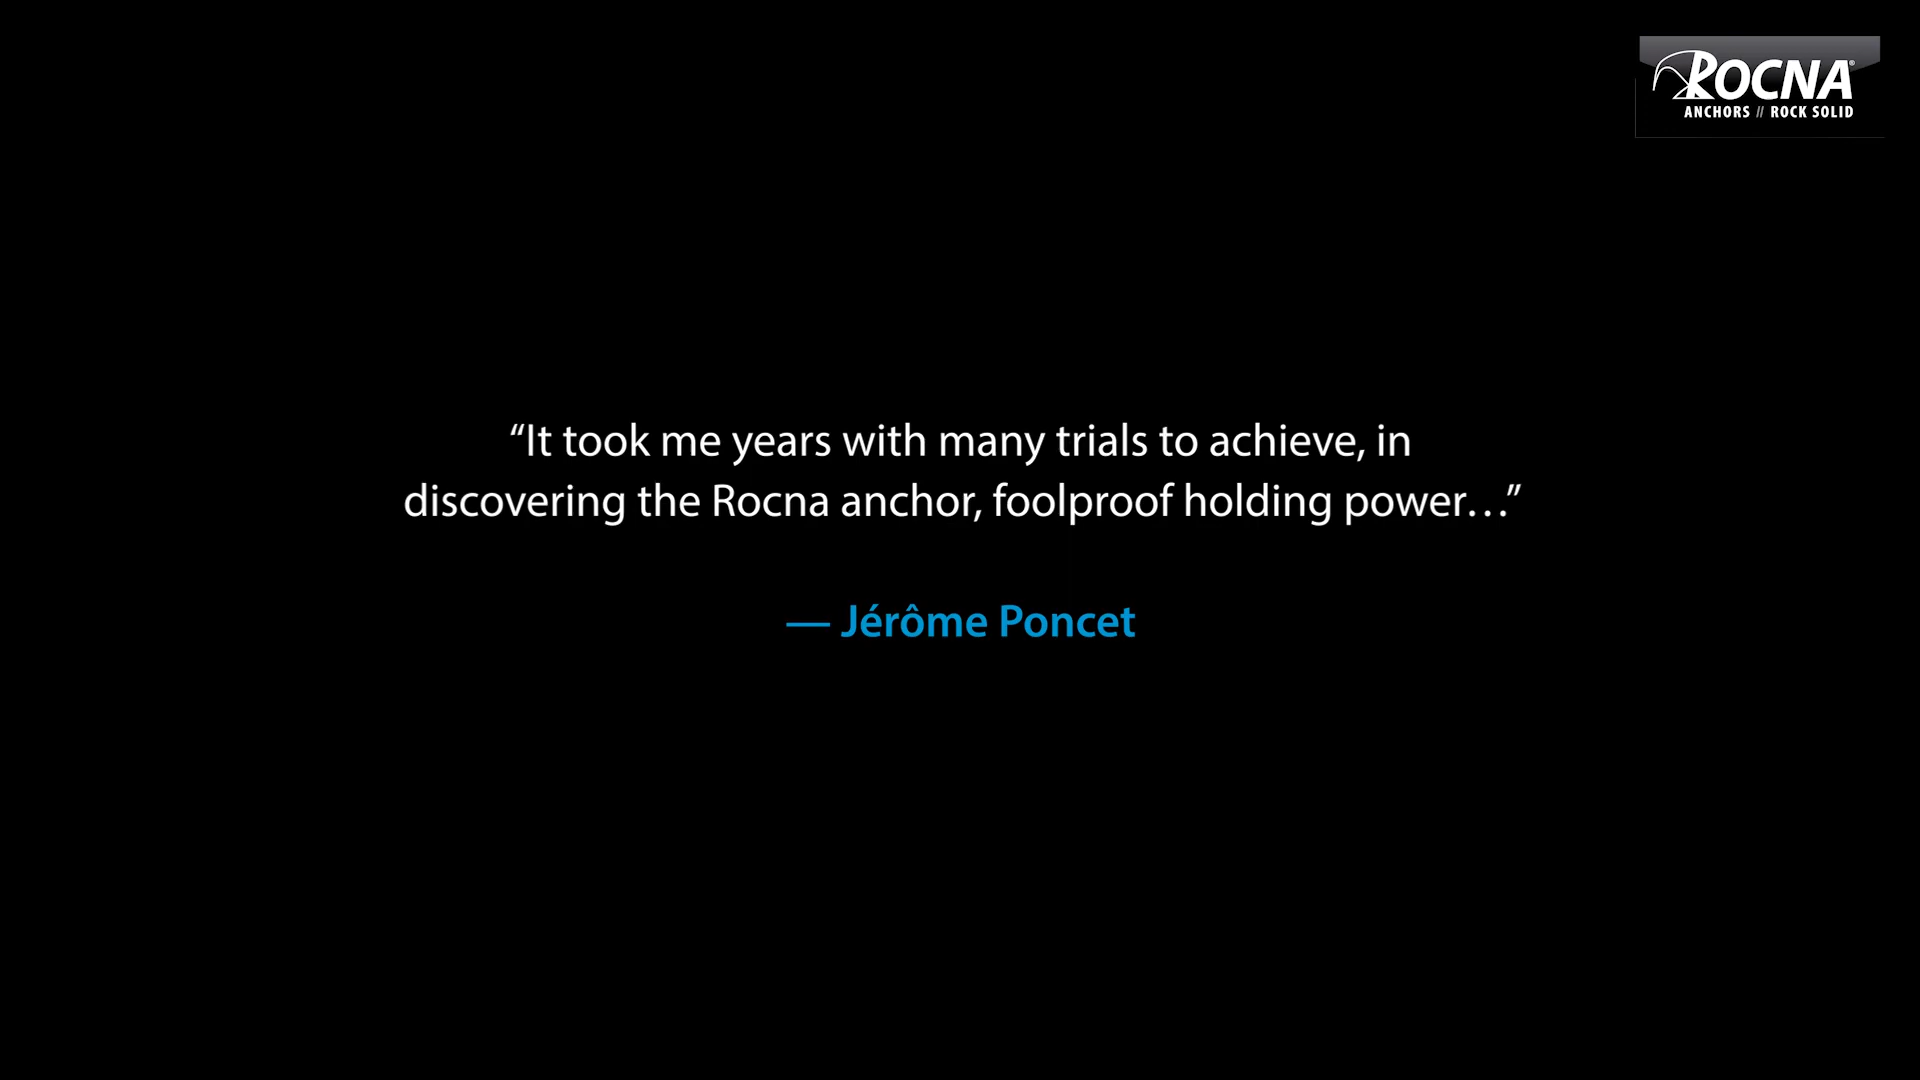 ROCNA®
ANCHORS // ROCK SOLID
“It took me years with many trials to achieve, in
discovering the Rocna anchor, foolproof holding power…”
— Jérôme Poncet